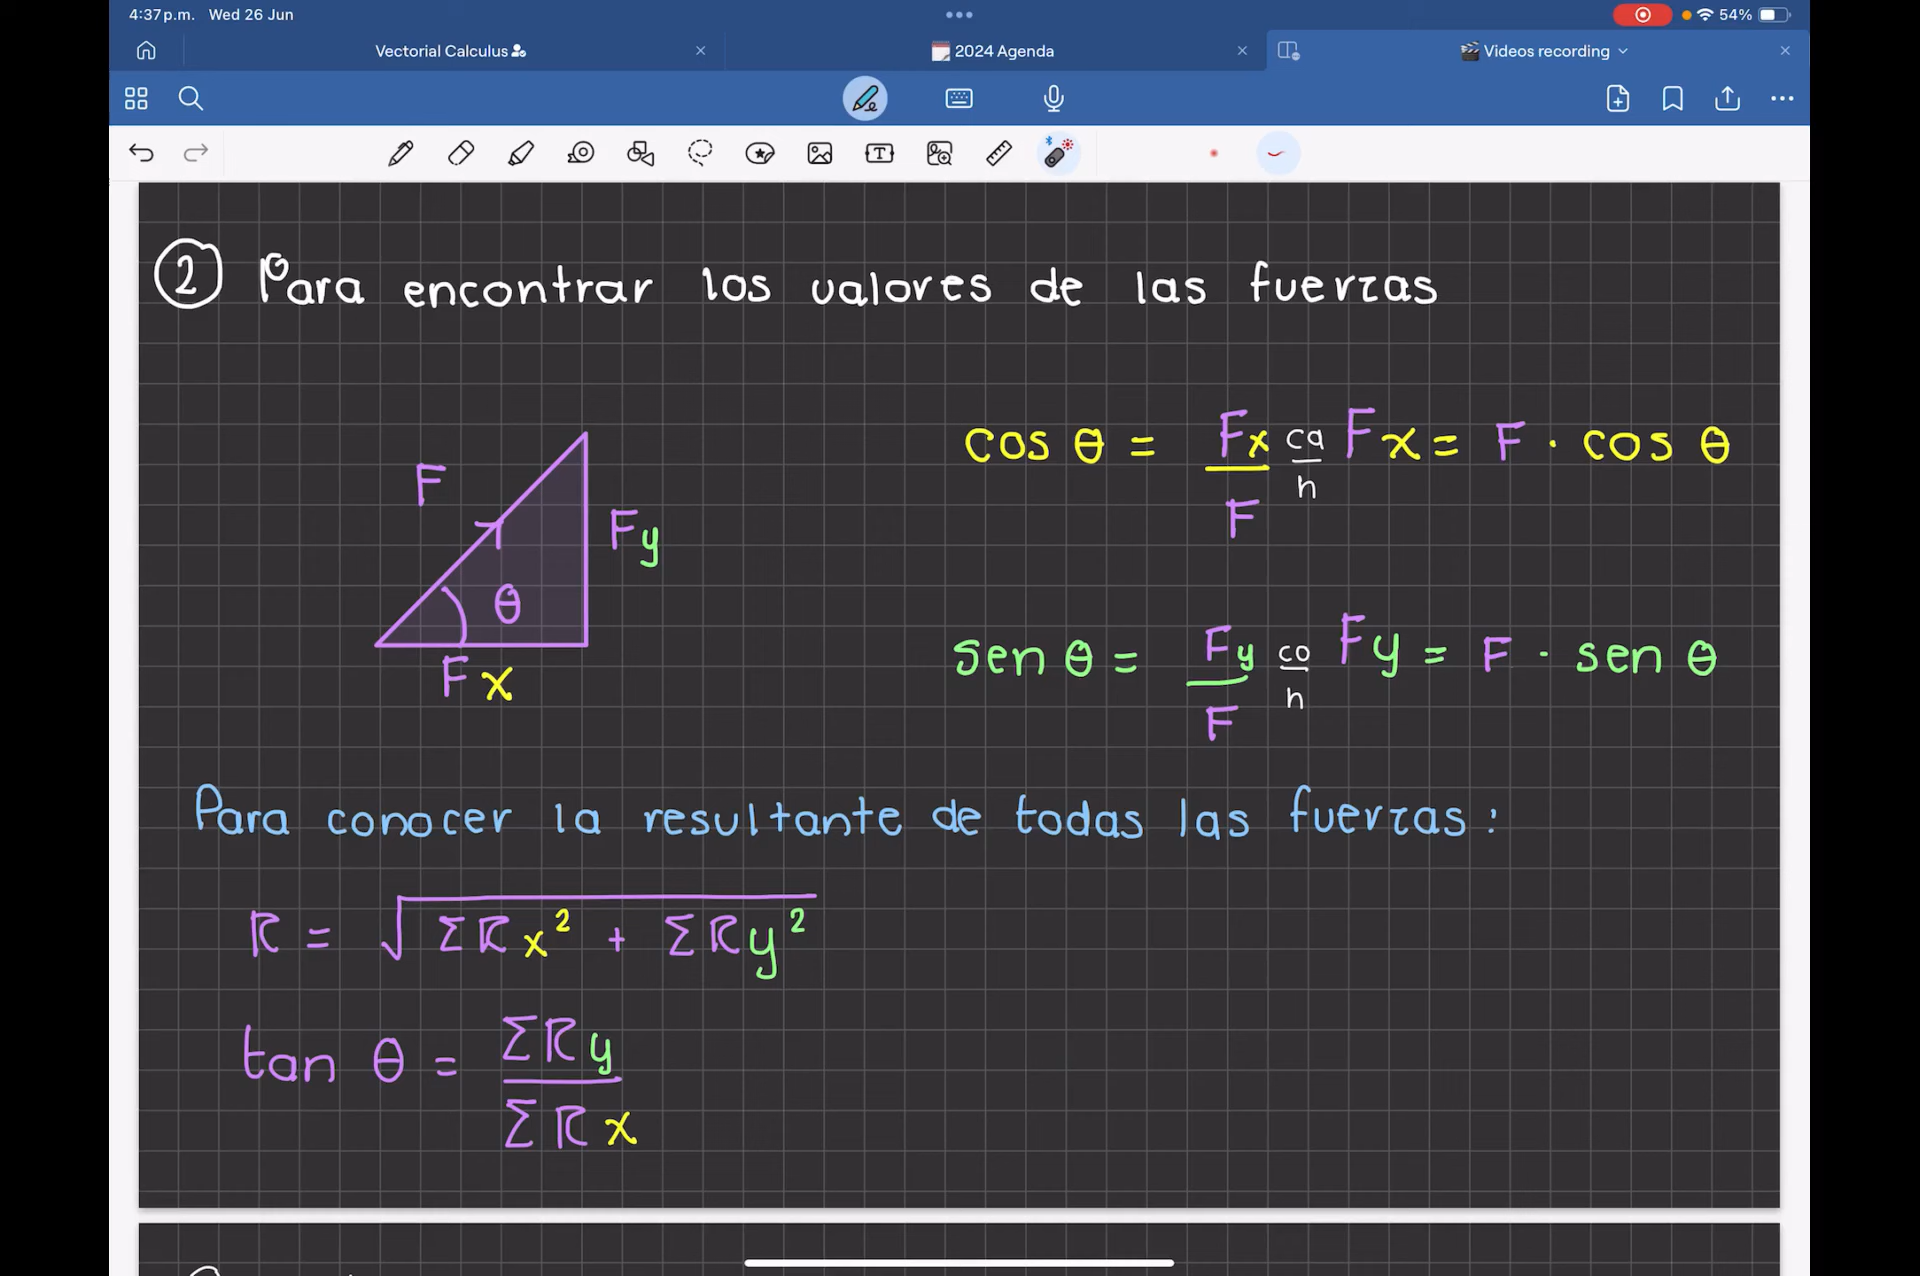 4:37 p.m. Wed 26 Jun
54%
Vectorial Calculus
2024 Agenda
Videos recording
② Para encontrar los valores de las fuerzas
F
Fy
θ
Fx
cos θ = Fx/F ca/h Fx = F · cos θ
sen θ = Fy/F co/h Fy = F · sen θ
Para conocer la resultante de todas las fuerzas:
R = √ΣRx² + ΣRy²
tan θ = ΣRy/ΣRx